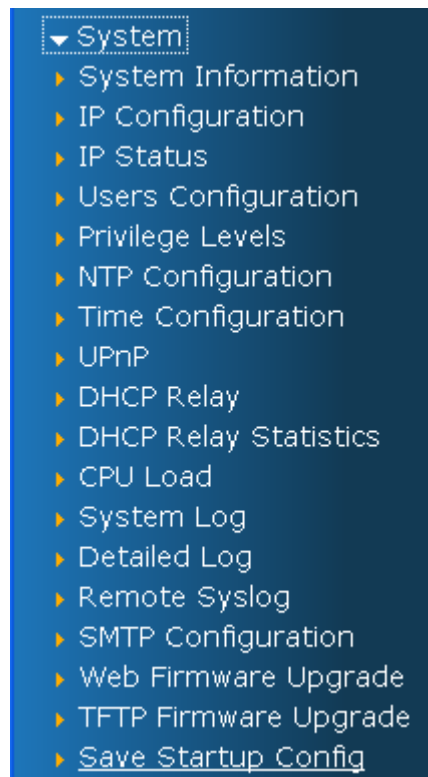 System
System Information
IP Configuration
IP Status
Users Configuration
Privilege Levels
NTP Configuration
Time Configuration
UPnP
DHCP Relay
DHCP Relay Statistics
CPU Load
System Log
Detailed Log
Remote Syslog
SMTP Configuration
Web Firmware Upgrade
TFTP Firmware Upgrade
Save Startup Config